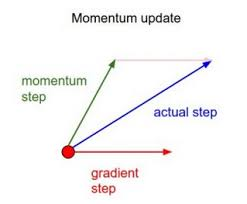 Momentum update
momentum
step
actual step
gradient
step